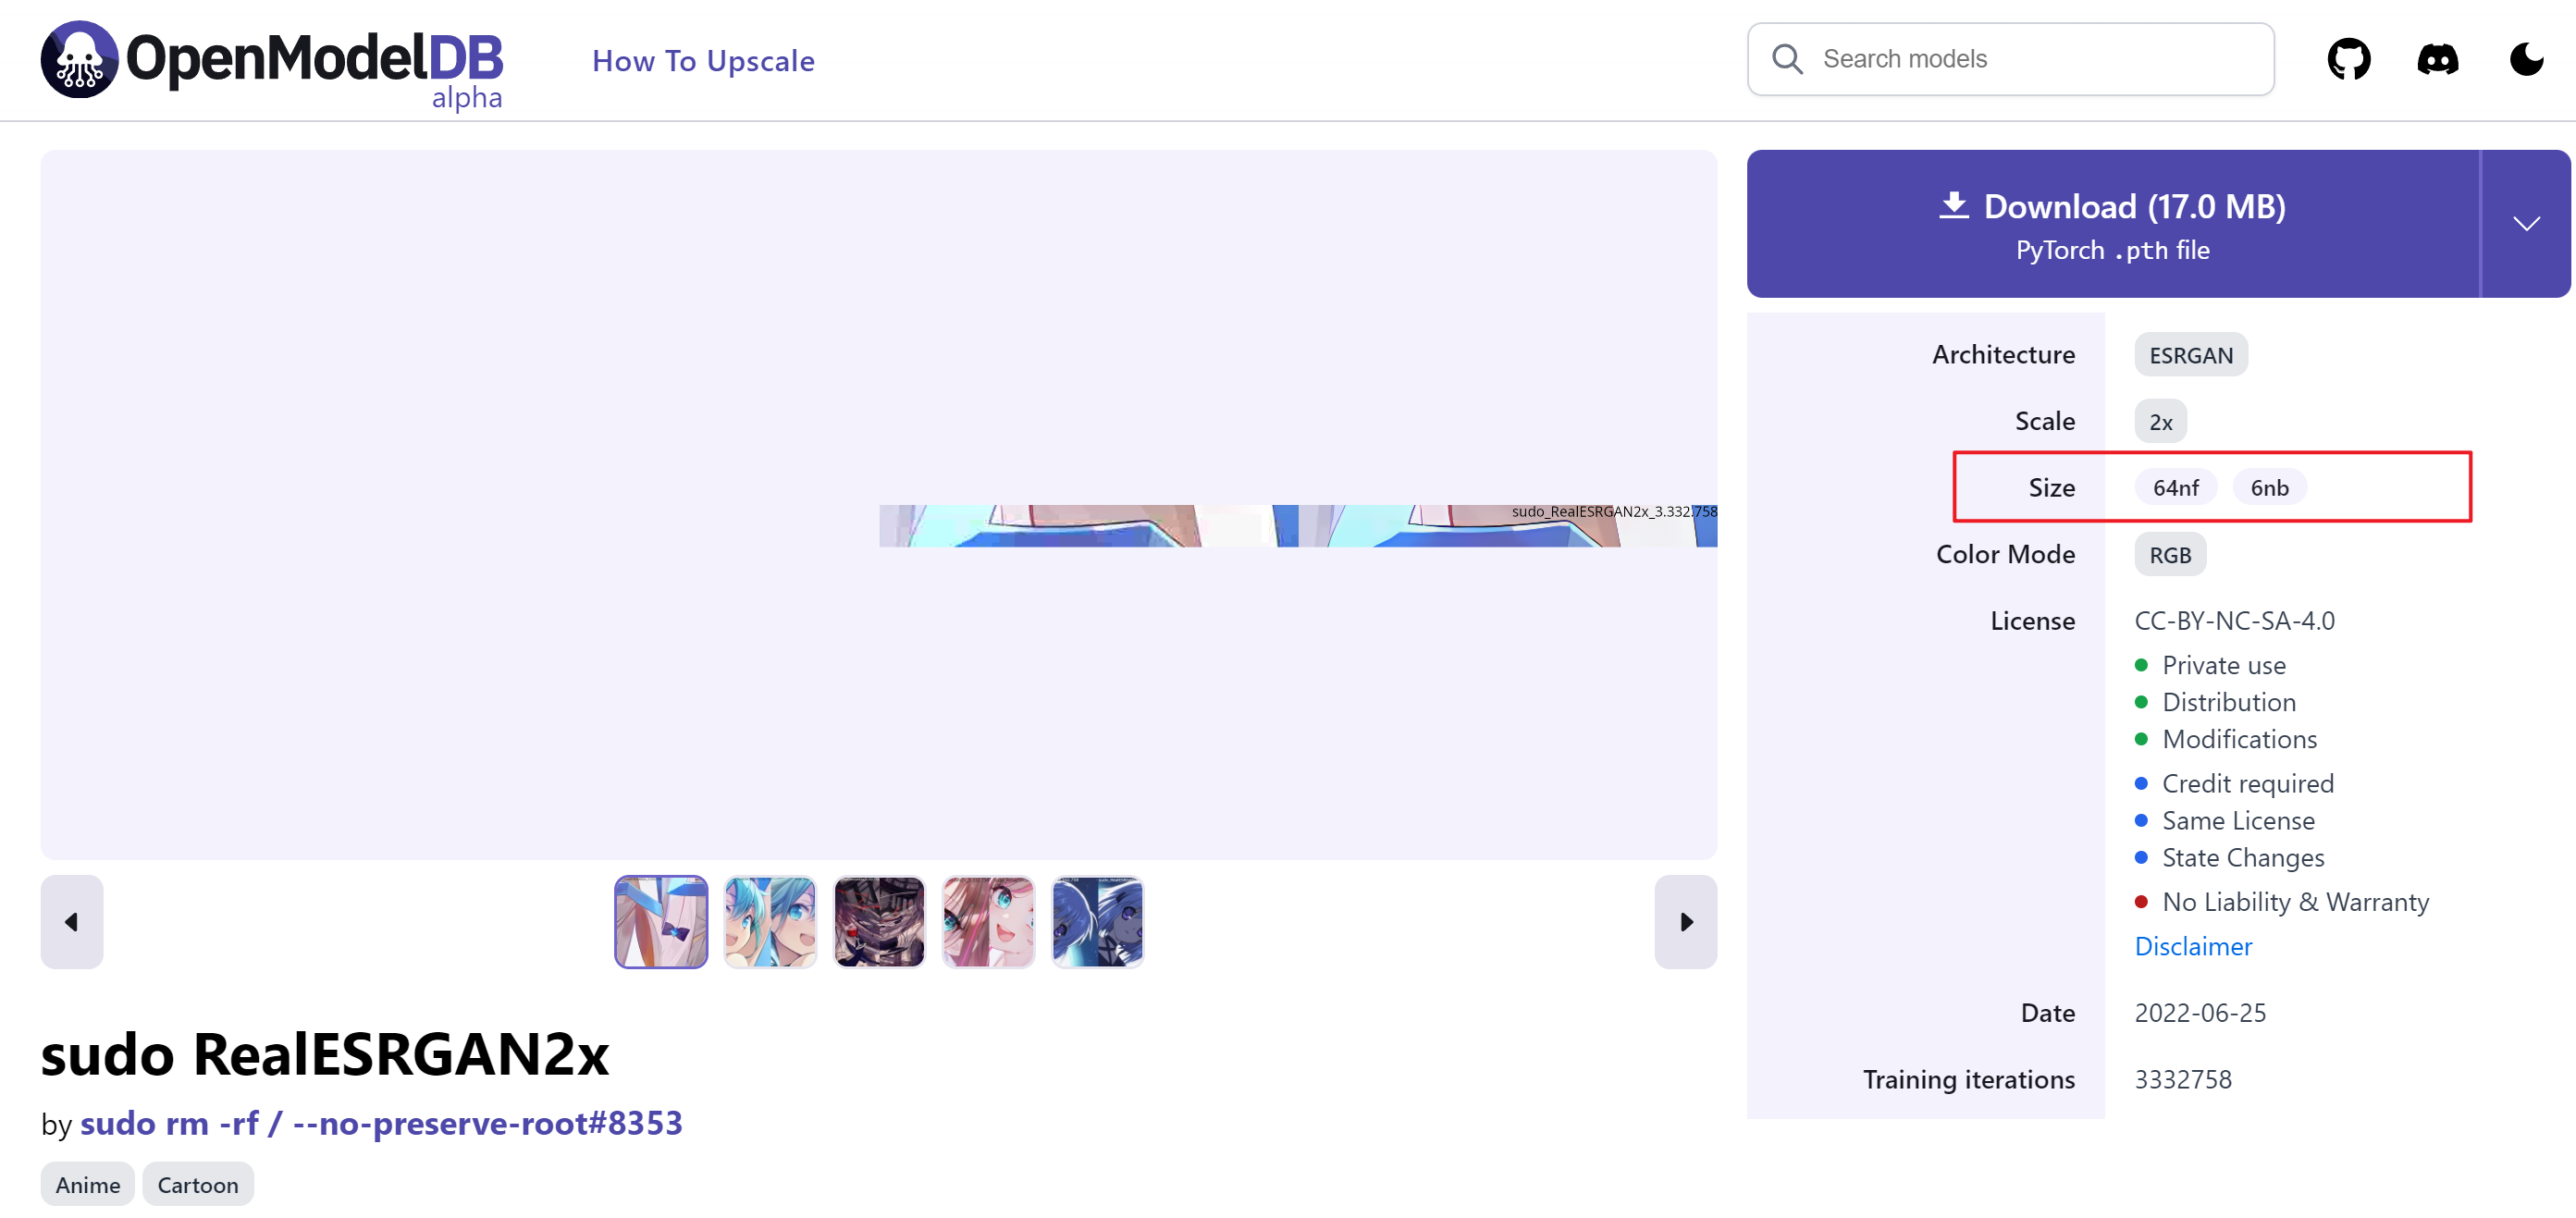 OpenModelDB
alpha
How To Upscale
Search models
Download (17.0 MB)
PyTorch .pth file
sudo_RealESRGAN2x_3.332.758
Architecture ESRGAN
Scale 2x
Size 64nf 6nb
Color Mode RGB
License CC-BY-NC-SA-4.0
Private use
Distribution
Modifications
Credit required
Same License
State Changes
No Liability & Warranty
Disclaimer
Date 2022-06-25
Training iterations 3332758
sudo RealESRGAN2x
by sudo rm -rf / --no-preserve-root#8353
Anime Cartoon